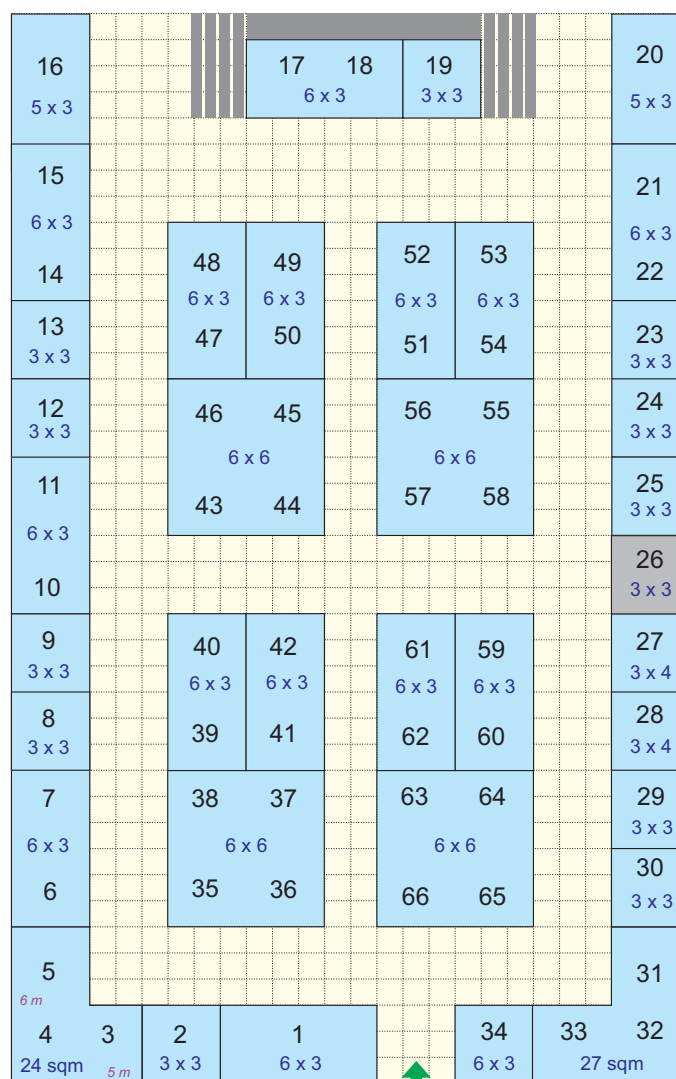 16
17 18 19
20
5 x 3
6 x 3
3 x 3
5 x 3
15
21
6 x 3
6 x 3
14
22
48
49
52
53
6 x 3
6 x 3
6 x 3
6 x 3
47
50
51
54
13
3 x 3
23
3 x 3
12
3 x 3
46 45
56 55
24
3 x 3
6 x 6
6 x 6
43 44
57 58
11
6 x 3
10
25
3 x 3
26
3 x 3
9
3 x 3
40
42
61
59
27
3 x 4
6 x 3
6 x 3
6 x 3
6 x 3
39
41
62
60
8
3 x 3
28
3 x 4
7
38 37
63 64
29
3 x 3
6 x 3
6 x 6
6 x 6
6
35 36
66 65
30
3 x 3
5
31
6 m
4 3
2
1
34
33 32
24 sqm
5 m
3 x 3
6 x 3
6 x 3
27 sqm